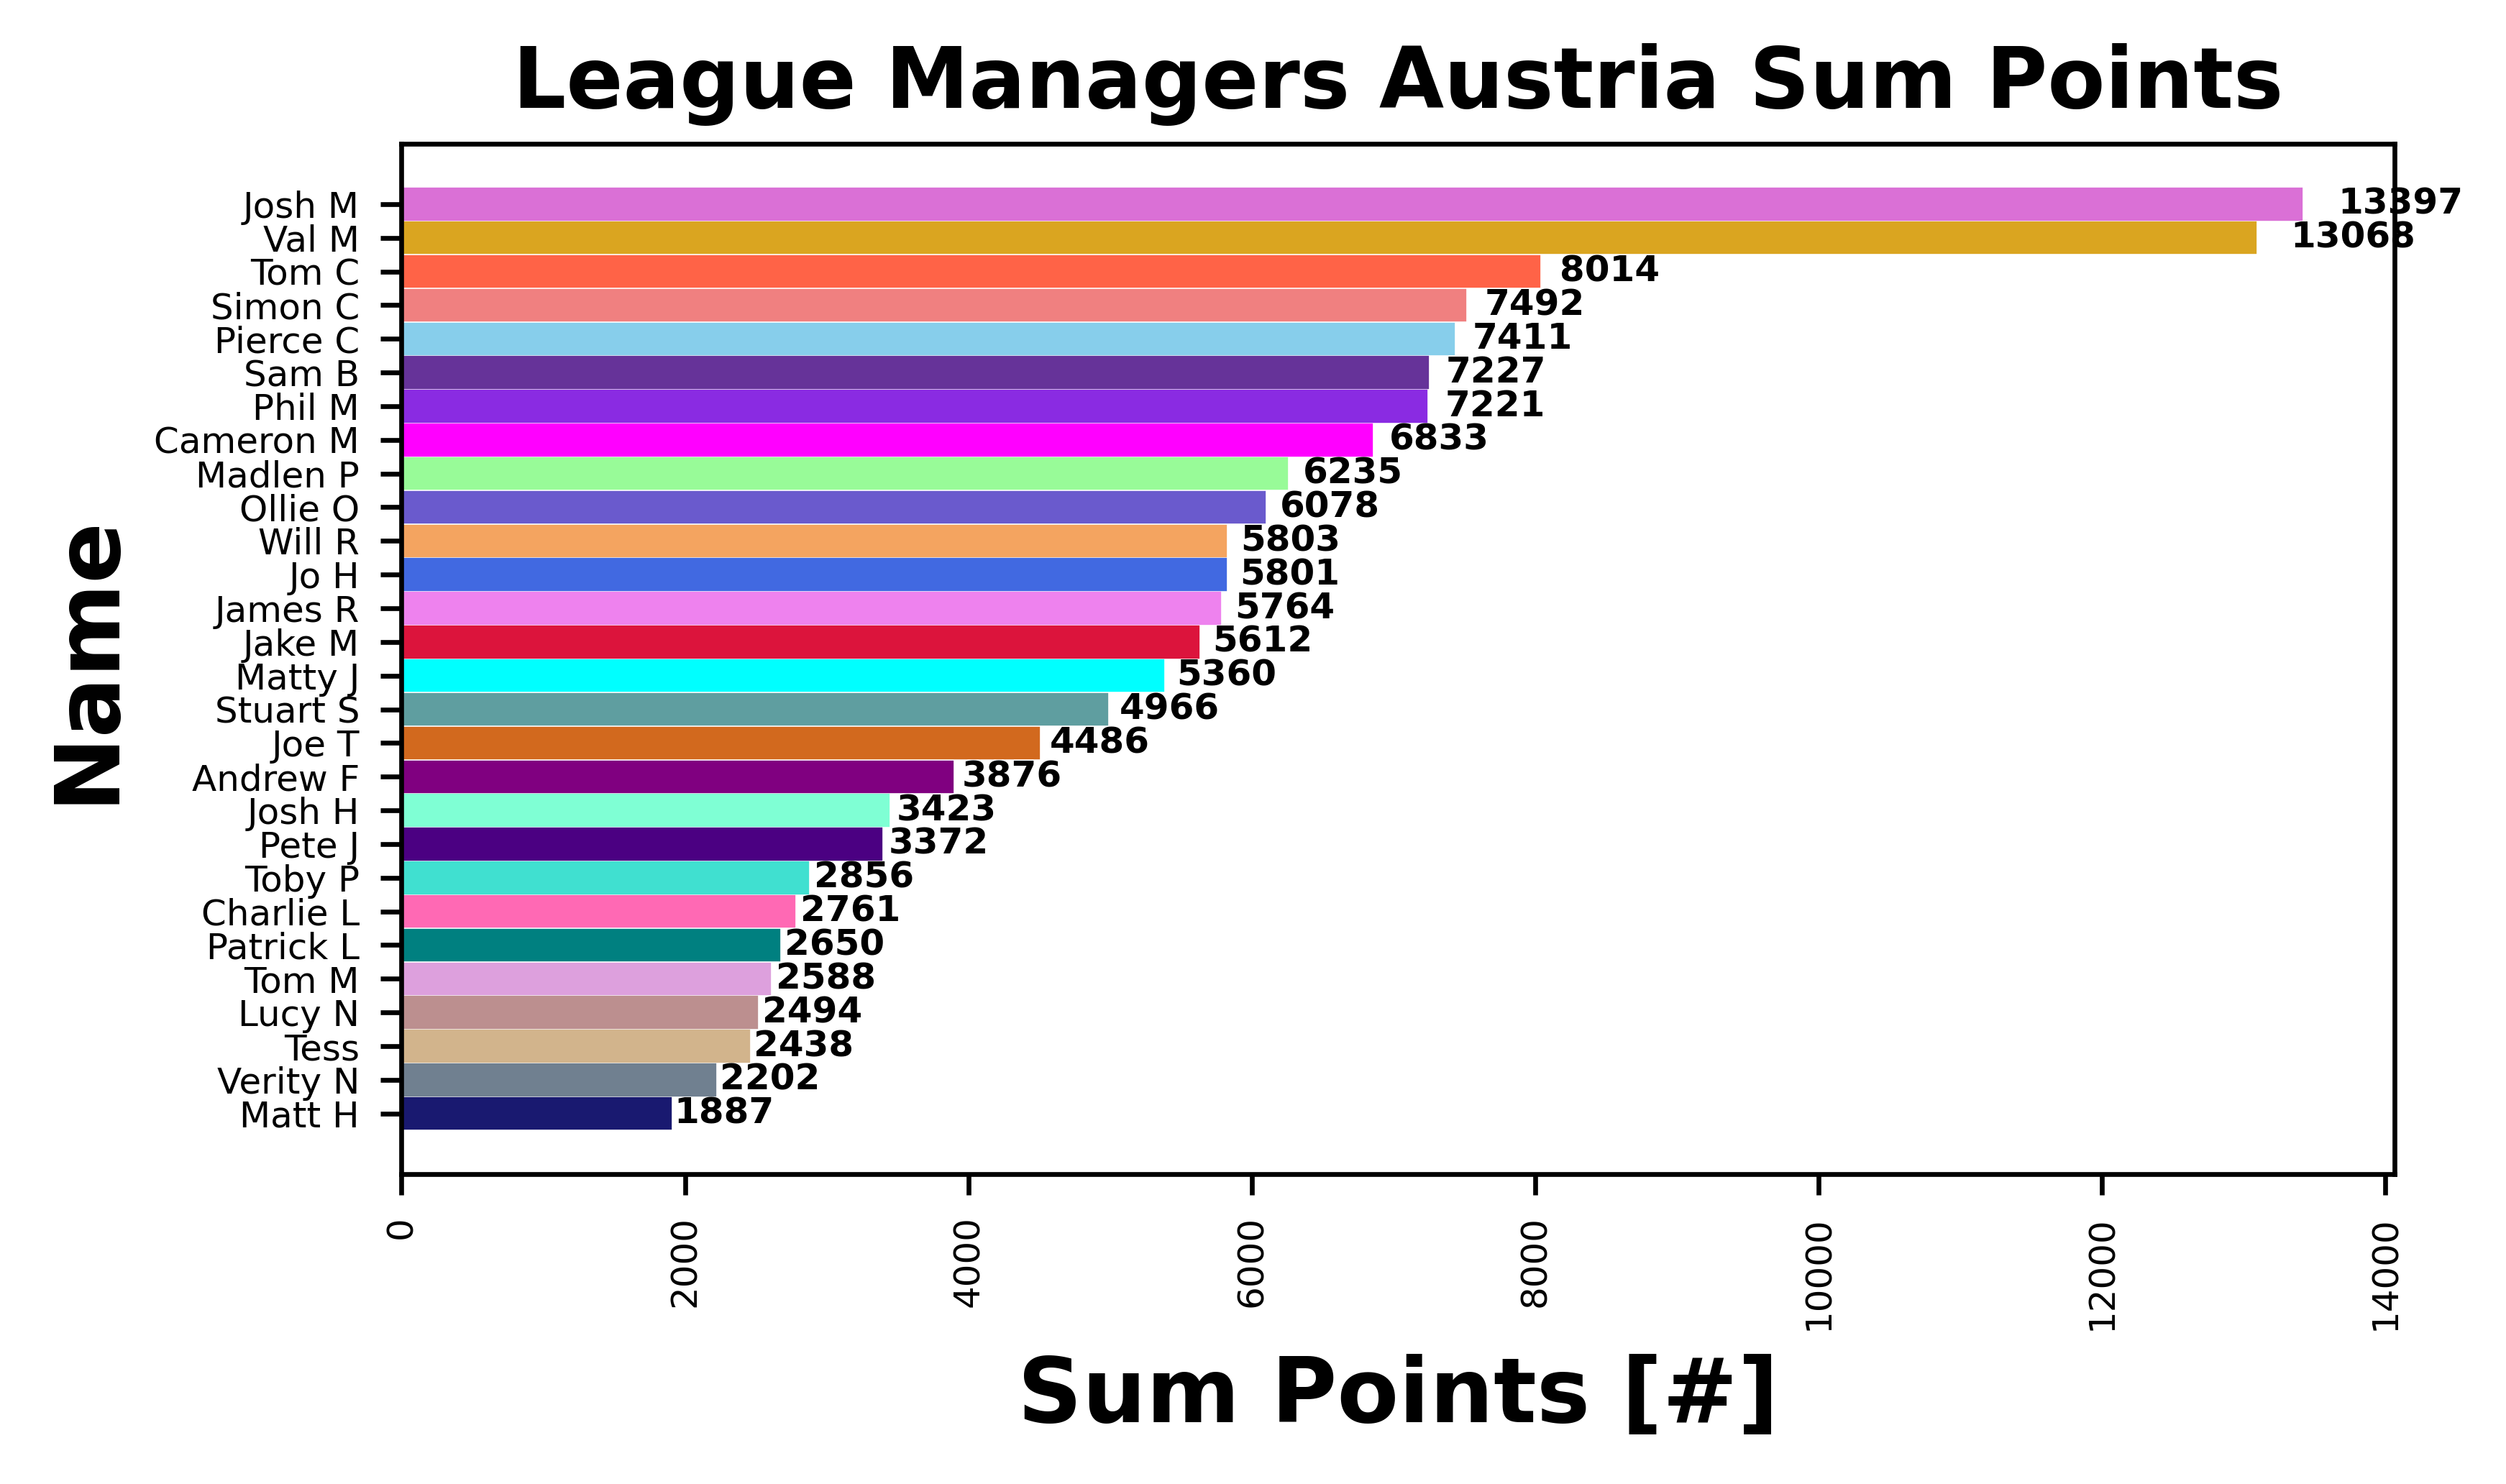 League Managers Austria Sum Points
Name
Josh M 13397
Val M 13068
Tom C 8014
Simon C 7492
Pierce C 7411
Sam B 7227
Phil M 7221
Cameron M 6833
Madlen P 6235
Ollie O 6078
Will R 5803
Jo H 5801
James R 5764
Jake M 5612
Matty J 5360
Stuart S 4966
Joe T 4486
Andrew F 3876
Josh H 3423
Pete J 3372
Toby P 2856
Charlie L 2761
Patrick L 2650
Tom M 2588
Lucy N 2494
Tess 2438
Verity N 2202
Matt H 1887
0 2000 4000 6000 8000 10000 12000 14000
Sum Points [#]